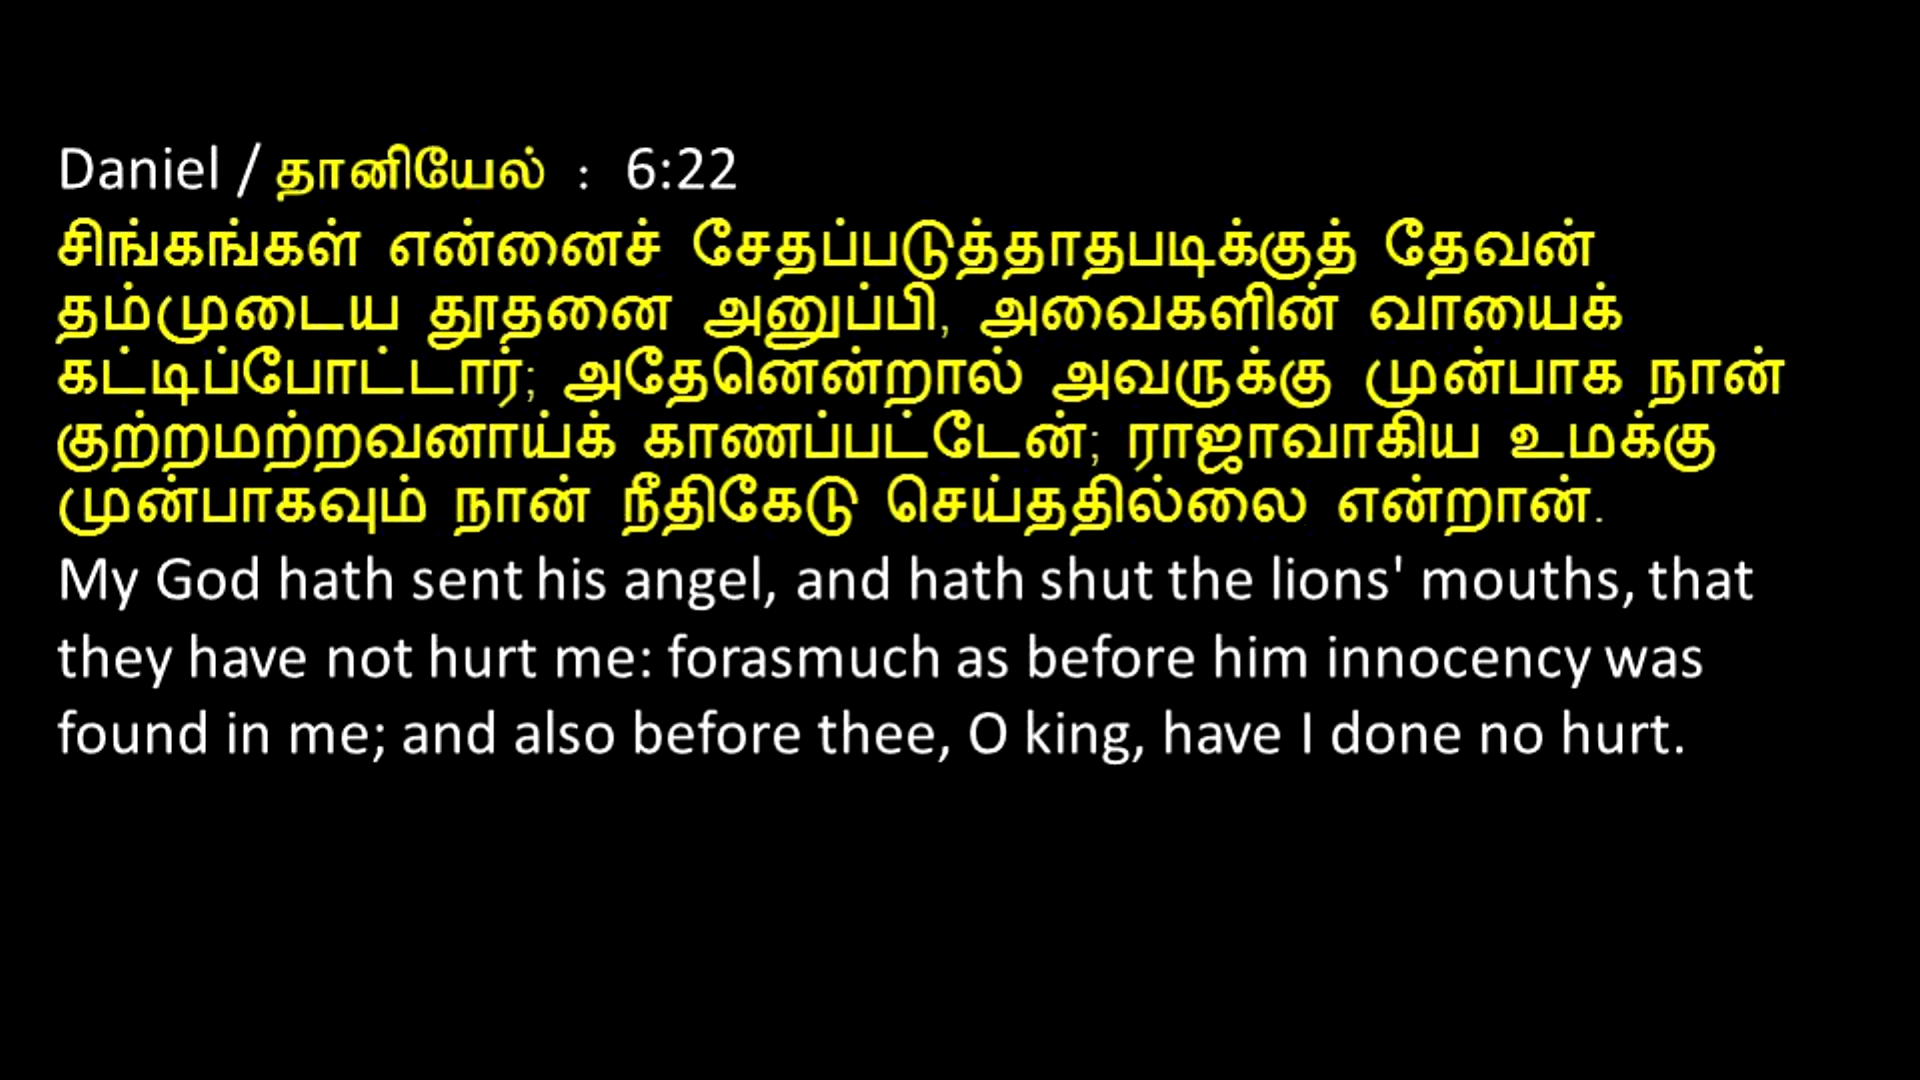 Daniel / தானியேல் : 6:22
சிங்கங்கள் என்னைச் சேதப்படுத்தாதபடிக்குத் தேவன்
தம்முடைய தூதனை அனுப்பி, அவைகளின் வாயைக்
கட்டிப்போட்டார்; அதேனென்றால் அவருக்கு முன்பாக நான்
குற்றமற்றவனாய்க் காணப்பட்டேன்; ராஜாவாகிய உமக்கு
முன்பாகவும் நான் நீதிகேடு செய்ததில்லை என்றான்.
My God hath sent his angel, and hath shut the lions' mouths, that
they have not hurt me: forasmuch as before him innocency was
found in me; and also before thee, O king, have I done no hurt.